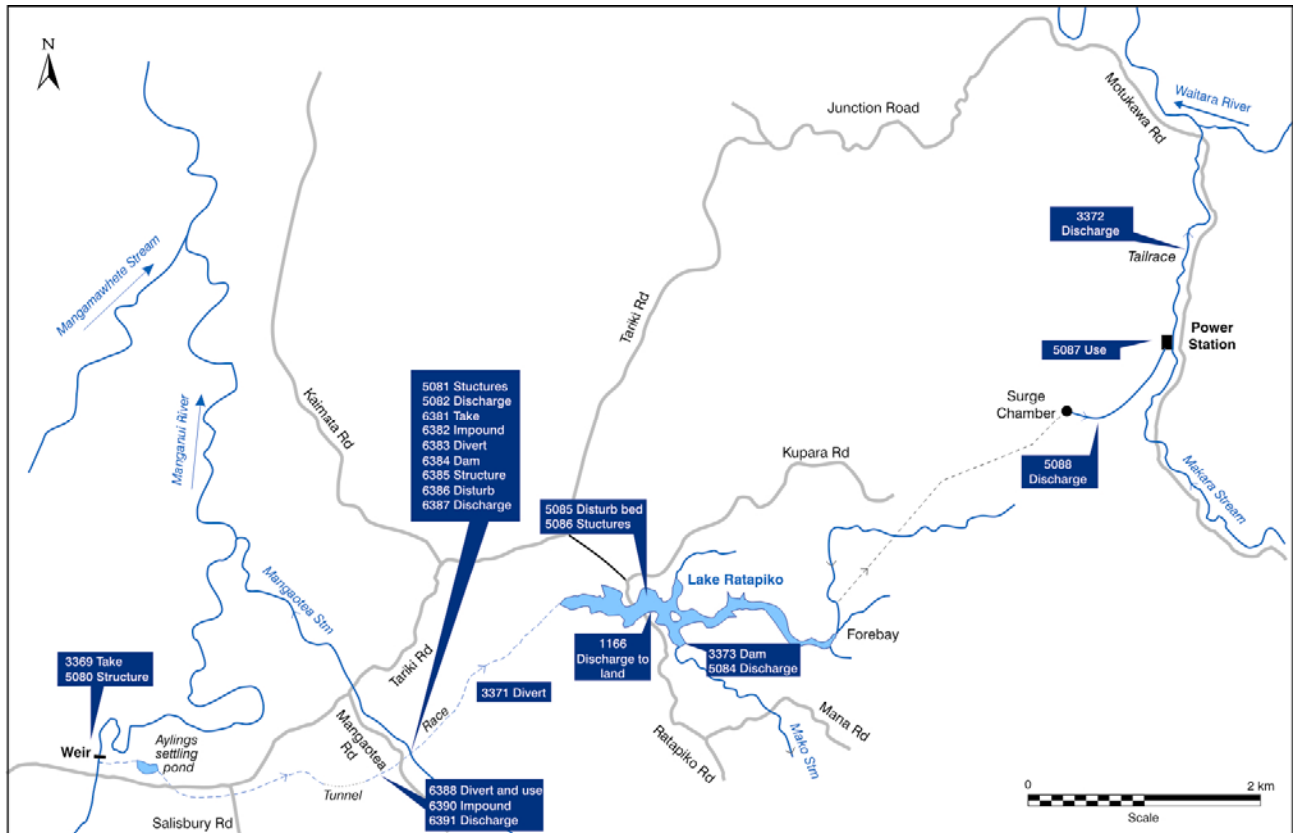 N
Junction Road
Motukawa Rd
Waitara River
3372
Discharge
Tailrace
Mangamawhete Stream
Tariki Rd
Power
Station
5087 Use
Kaimata Rd
5081 Stuctures
5082 Discharge
6381 Take
6382 Impound
6383 Divert
6384 Dam
6385 Structure
6386 Disturb
6387 Discharge
Manganui River
Surge
Chamber
5088
Discharge
Makara Stream
Kupara Rd
5085 Disturb bed
5086 Stuctures
Lake Ratapiko
Mangaotea Stm
Forebay
1166
Discharge to
land
3373 Dam
5084 Discharge
3369 Take
5080 Structure
Tariki Rd
3371 Divert
Race
Mangaotea
Rd
Mana Rd
Ratapiko Rd
Mako Stm
Weir
Aylings
settling
pond
Tunnel
6388 Divert and use
6390 Impound
6391 Discharge
Salisbury Rd
0
2 km
Scale